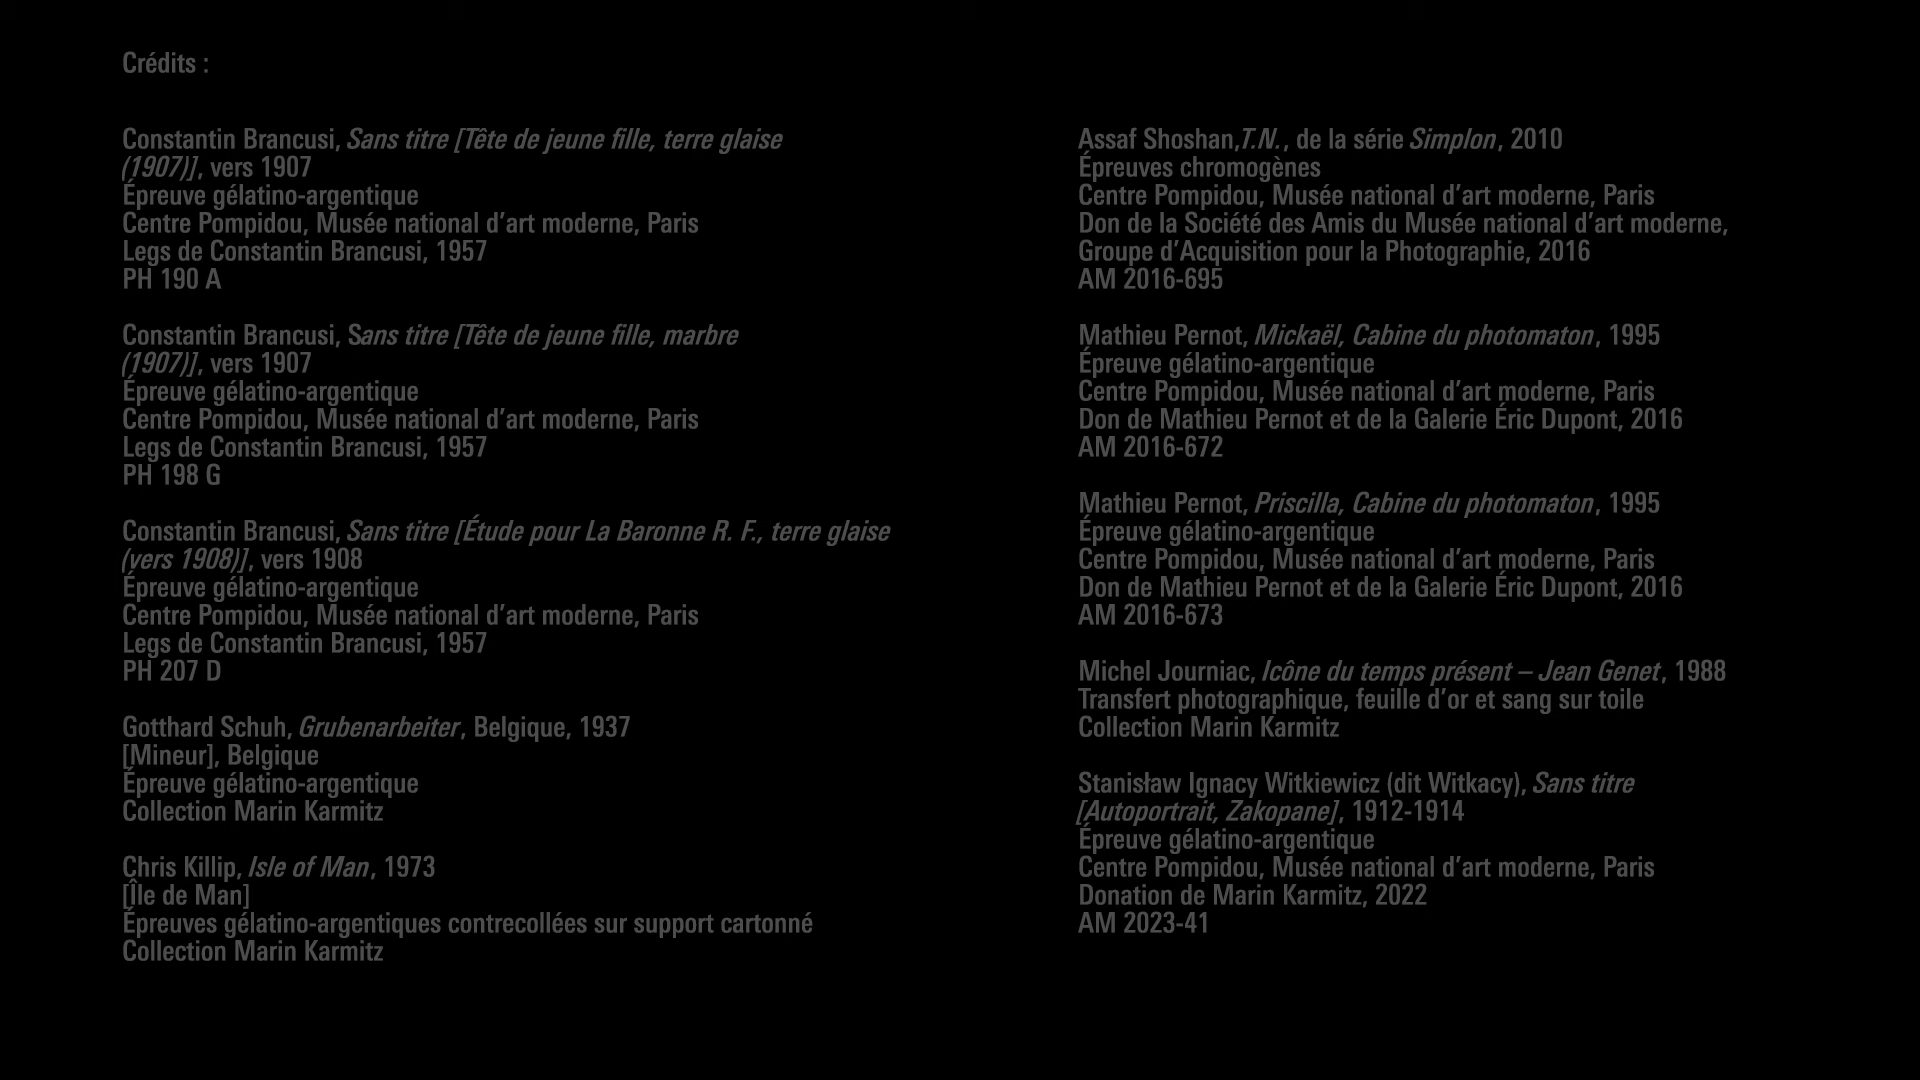 Crédits :
Constantin Brancusi, Sans titre [Tête de jeune fille, terre glaise
(1907)], vers 1907
Épreuve gélatino-argentique
Centre Pompidou, Musée national d’art moderne, Paris
Legs de Constantin Brancusi, 1957
PH 190 A
Constantin Brancusi, Sans titre [Tête de jeune fille, marbre
(1907)], vers 1907
Épreuve gélatino-argentique
Centre Pompidou, Musée national d’art moderne, Paris
Legs de Constantin Brancusi, 1957
PH 198 G
Constantin Brancusi, Sans titre [Étude pour La Baronne R. F., terre glaise
(vers 1908)], vers 1908
Épreuve gélatino-argentique
Centre Pompidou, Musée national d’art moderne, Paris
Legs de Constantin Brancusi, 1957
PH 207 D
Gotthard Schuh, Grubenarbeiter, Belgique, 1937
[Mineur], Belgique
Épreuve gélatino-argentique
Collection Marin Karmitz
Chris Killip, Isle of Man, 1973
[Île de Man]
Épreuves gélatino-argentiques contrecollées sur support cartonné
Collection Marin Karmitz
Assaf Shoshan,T.N., de la série Simplon, 2010
Épreuves chromogènes
Centre Pompidou, Musée national d’art moderne, Paris
Don de la Société des Amis du Musée national d’art moderne,
Groupe d’Acquisition pour la Photographie, 2016
AM 2016-695
Mathieu Pernot, Mickaël, Cabine du photomaton, 1995
Épreuve gélatino-argentique
Centre Pompidou, Musée national d’art moderne, Paris
Don de Mathieu Pernot et de la Galerie Éric Dupont, 2016
AM 2016-672
Mathieu Pernot, Priscilla, Cabine du photomaton, 1995
Épreuve gélatino-argentique
Centre Pompidou, Musée national d’art moderne, Paris
Don de Mathieu Pernot et de la Galerie Éric Dupont, 2016
AM 2016-673
Michel Journiac, Icône du temps présent – Jean Genet, 1988
Transfert photographique, feuille d’or et sang sur toile
Collection Marin Karmitz
Stanisław Ignacy Witkiewicz (dit Witkacy), Sans titre
[Autoportrait, Zakopane], 1912-1914
Épreuve gélatino-argentique
Centre Pompidou, Musée national d’art moderne, Paris
Donation de Marin Karmitz, 2022
AM 2023-41